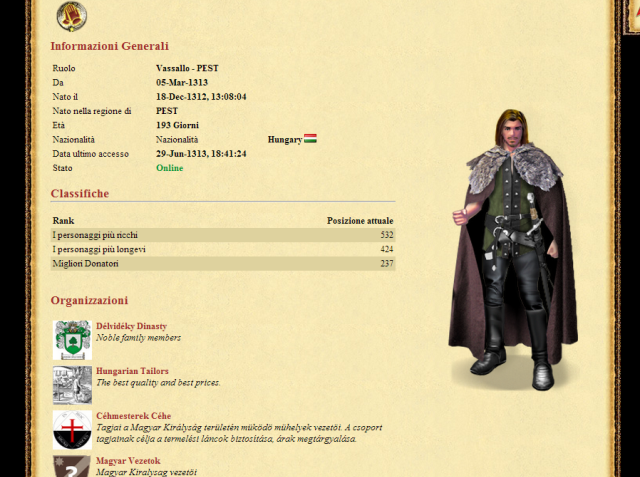 Informazioni Generali
Ruolo Vassallo - PEST
Da 05-Mar-1313
Nato il 18-Dec-1312, 13:08:04
Nato nella regione di PEST
Età 193 Giorni
Nazionalità Nazionalità Hungary
Data ultimo accesso 29-Jun-1313, 18:41:24
Stato Online
Classifiche
Rank Posizione attuale
I personaggi più ricchi 532
I personaggi più longevi 424
Migliori Donatori 237
Organizzazioni
Délvidéky Dinasty
Noble family members
Hungarian Tailors
The best quality and best prices.
Céhmesterek Céhe
Tagjai a Magyar Királyság területén müködö mühelyek vezetöi. A csoport
tagjainak célja a termelési láncok biztosítása, árak megtárgyalása.
Magyar Vezetok
Magyar Kiralysag vezetöi